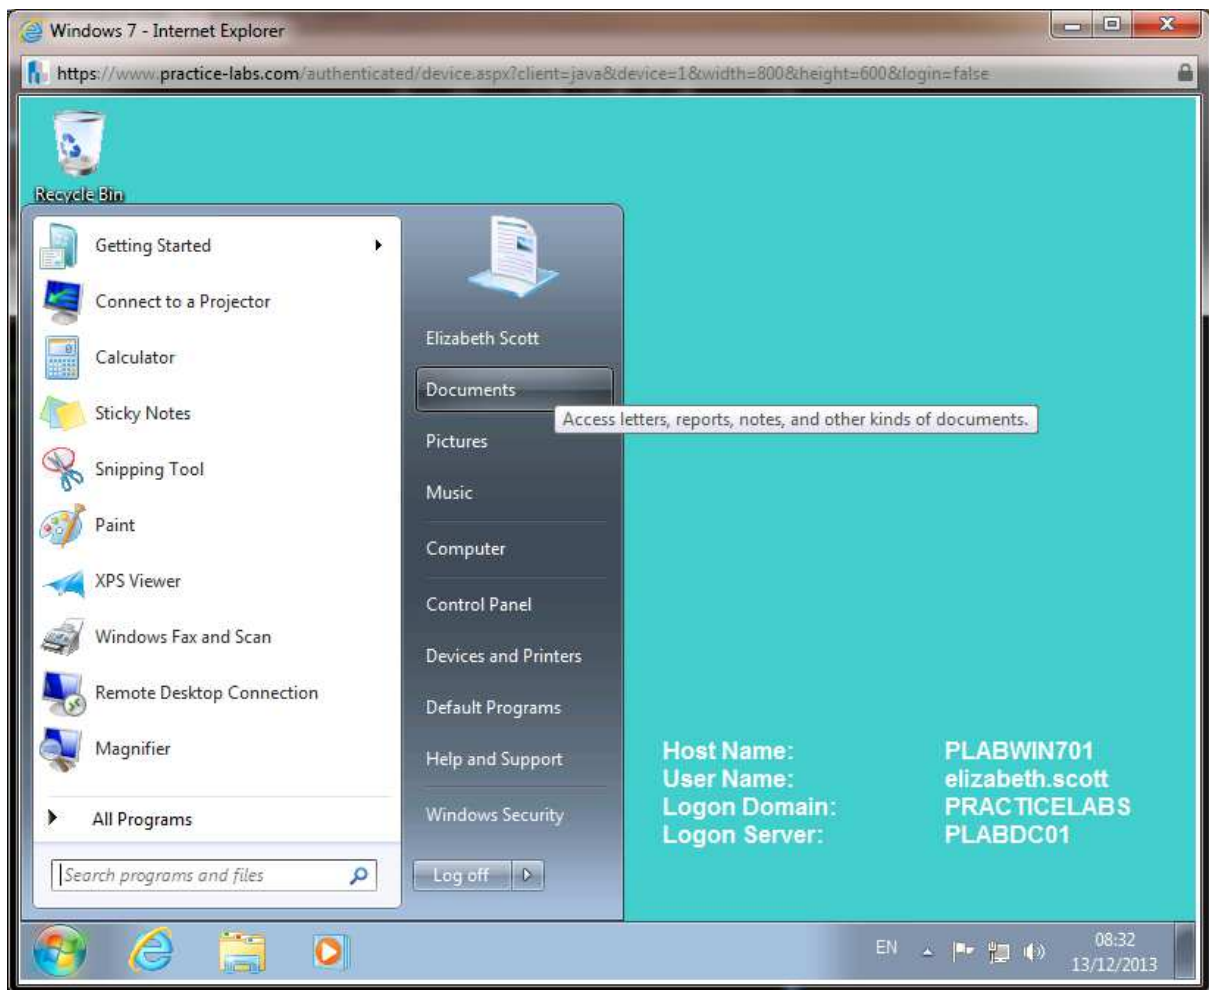 Windows 7 - Internet Explorer
https://www.practice-labs.com/authenticated/device.aspx?client=java&device=1&width=800&height=600&login=false
Recycle Bin
Getting Started
Connect to a Projector
Calculator
Sticky Notes
Snipping Tool
Paint
XPS Viewer
Windows Fax and Scan
Remote Desktop Connection
Magnifier
All Programs
Search programs and files
Elizabeth Scott
Documents
Access letters, reports, notes, and other kinds of documents.
Pictures
Music
Computer
Control Panel
Devices and Printers
Default Programs
Help and Support
Windows Security
Log off
Host Name: PLABWIN701
User Name: elizabeth.scott
Logon Domain: PRACTICELABS
Logon Server: PLABDC01
EN
08:32
13/12/2013